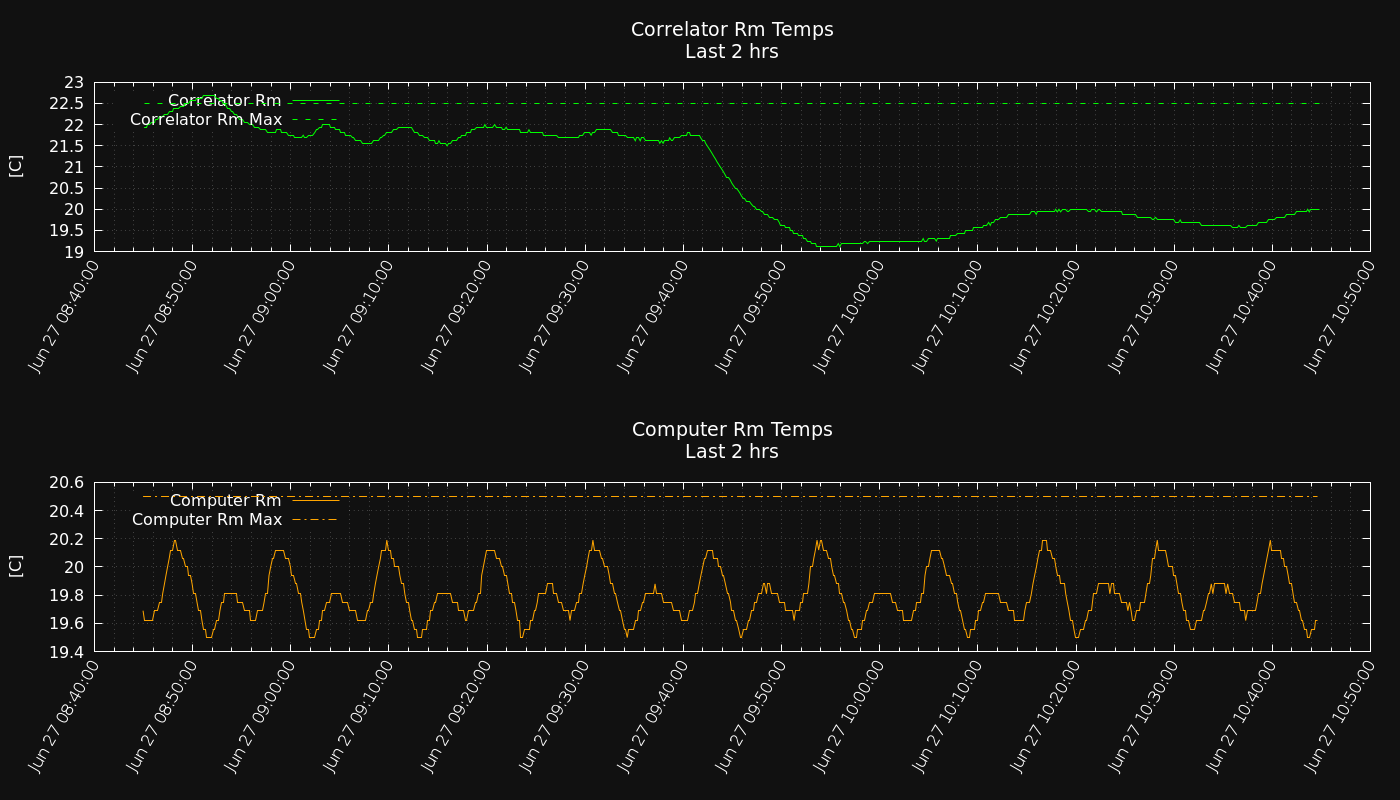 Correlator Rm Temps
Last 2 hrs
23
22.5
22
21.5
21
20.5
20
19.5
19
[C]
Correlator Rm
Correlator Rm Max
Jun 27 08:40:00
Jun 27 08:50:00
Jun 27 09:00:00
Jun 27 09:10:00
Jun 27 09:20:00
Jun 27 09:30:00
Jun 27 09:40:00
Jun 27 09:50:00
Jun 27 10:00:00
Jun 27 10:10:00
Jun 27 10:20:00
Jun 27 10:30:00
Jun 27 10:40:00
Jun 27 10:50:00
Computer Rm Temps
Last 2 hrs
20.6
20.4
20.2
20
19.8
19.6
19.4
[C]
Computer Rm
Computer Rm Max
Jun 27 08:40:00
Jun 27 08:50:00
Jun 27 09:00:00
Jun 27 09:10:00
Jun 27 09:20:00
Jun 27 09:30:00
Jun 27 09:40:00
Jun 27 09:50:00
Jun 27 10:00:00
Jun 27 10:10:00
Jun 27 10:20:00
Jun 27 10:30:00
Jun 27 10:40:00
Jun 27 10:50:00